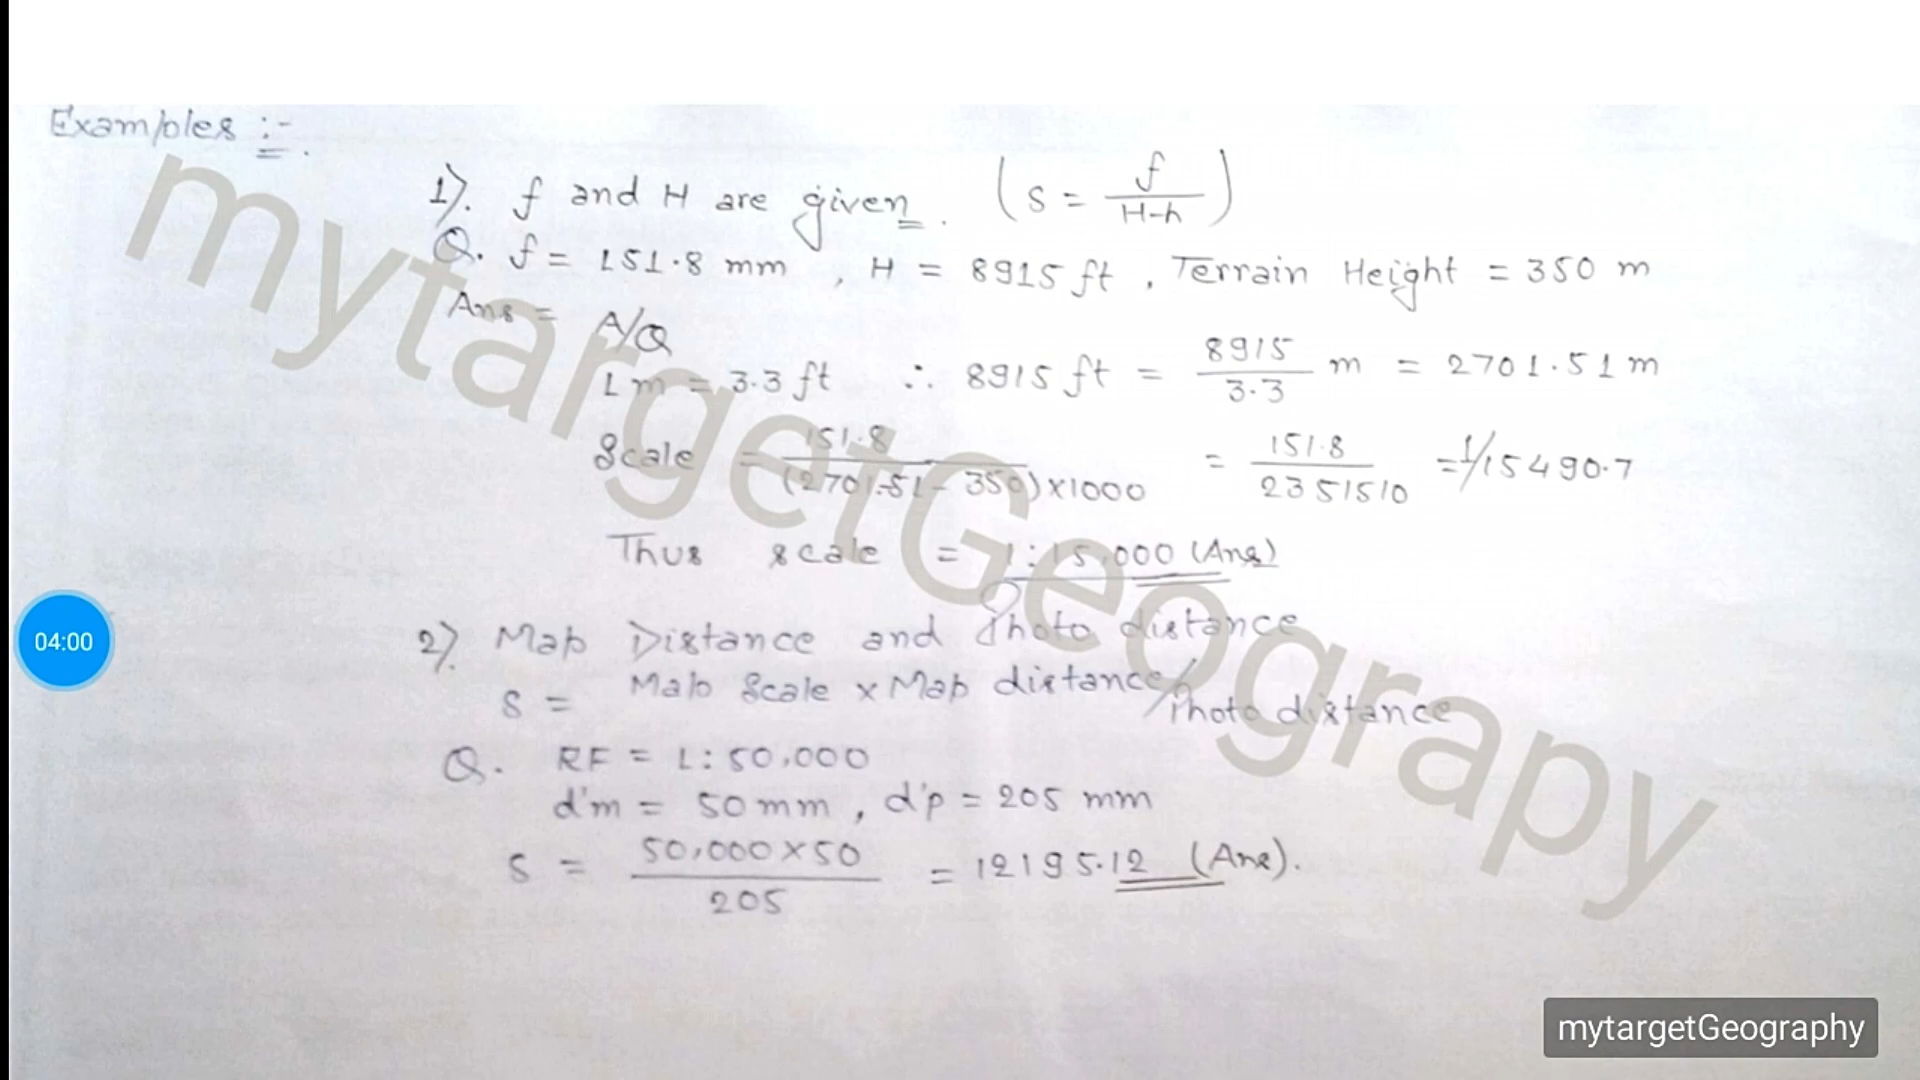 Examples :-
1). f and H are given. (S = f / H-h)
Q. f = 151.8 mm, H = 8915 ft, Terrain Height = 350 m
Ans = A/Q
1 m = 3.3 ft ∴ 8915 ft = 8915 / 3.3 m = 2701.51 m
Scale = 151.8 / (2701.51 - 350) x 1000 = 151.8 / 2351510 = 1/15490.7
Thus scale = 1:15,000 (Ans)
2). Map Distance and Photo distance
S = Map Scale x Map distance / Photo distance
Q. RF = 1:50,000
d'm = 50 mm, d'p = 205 mm
S = 50,000 x 50 / 205 = 12195.12 (Ans).
mytargetGeograpy
04:00
mytargetGeography